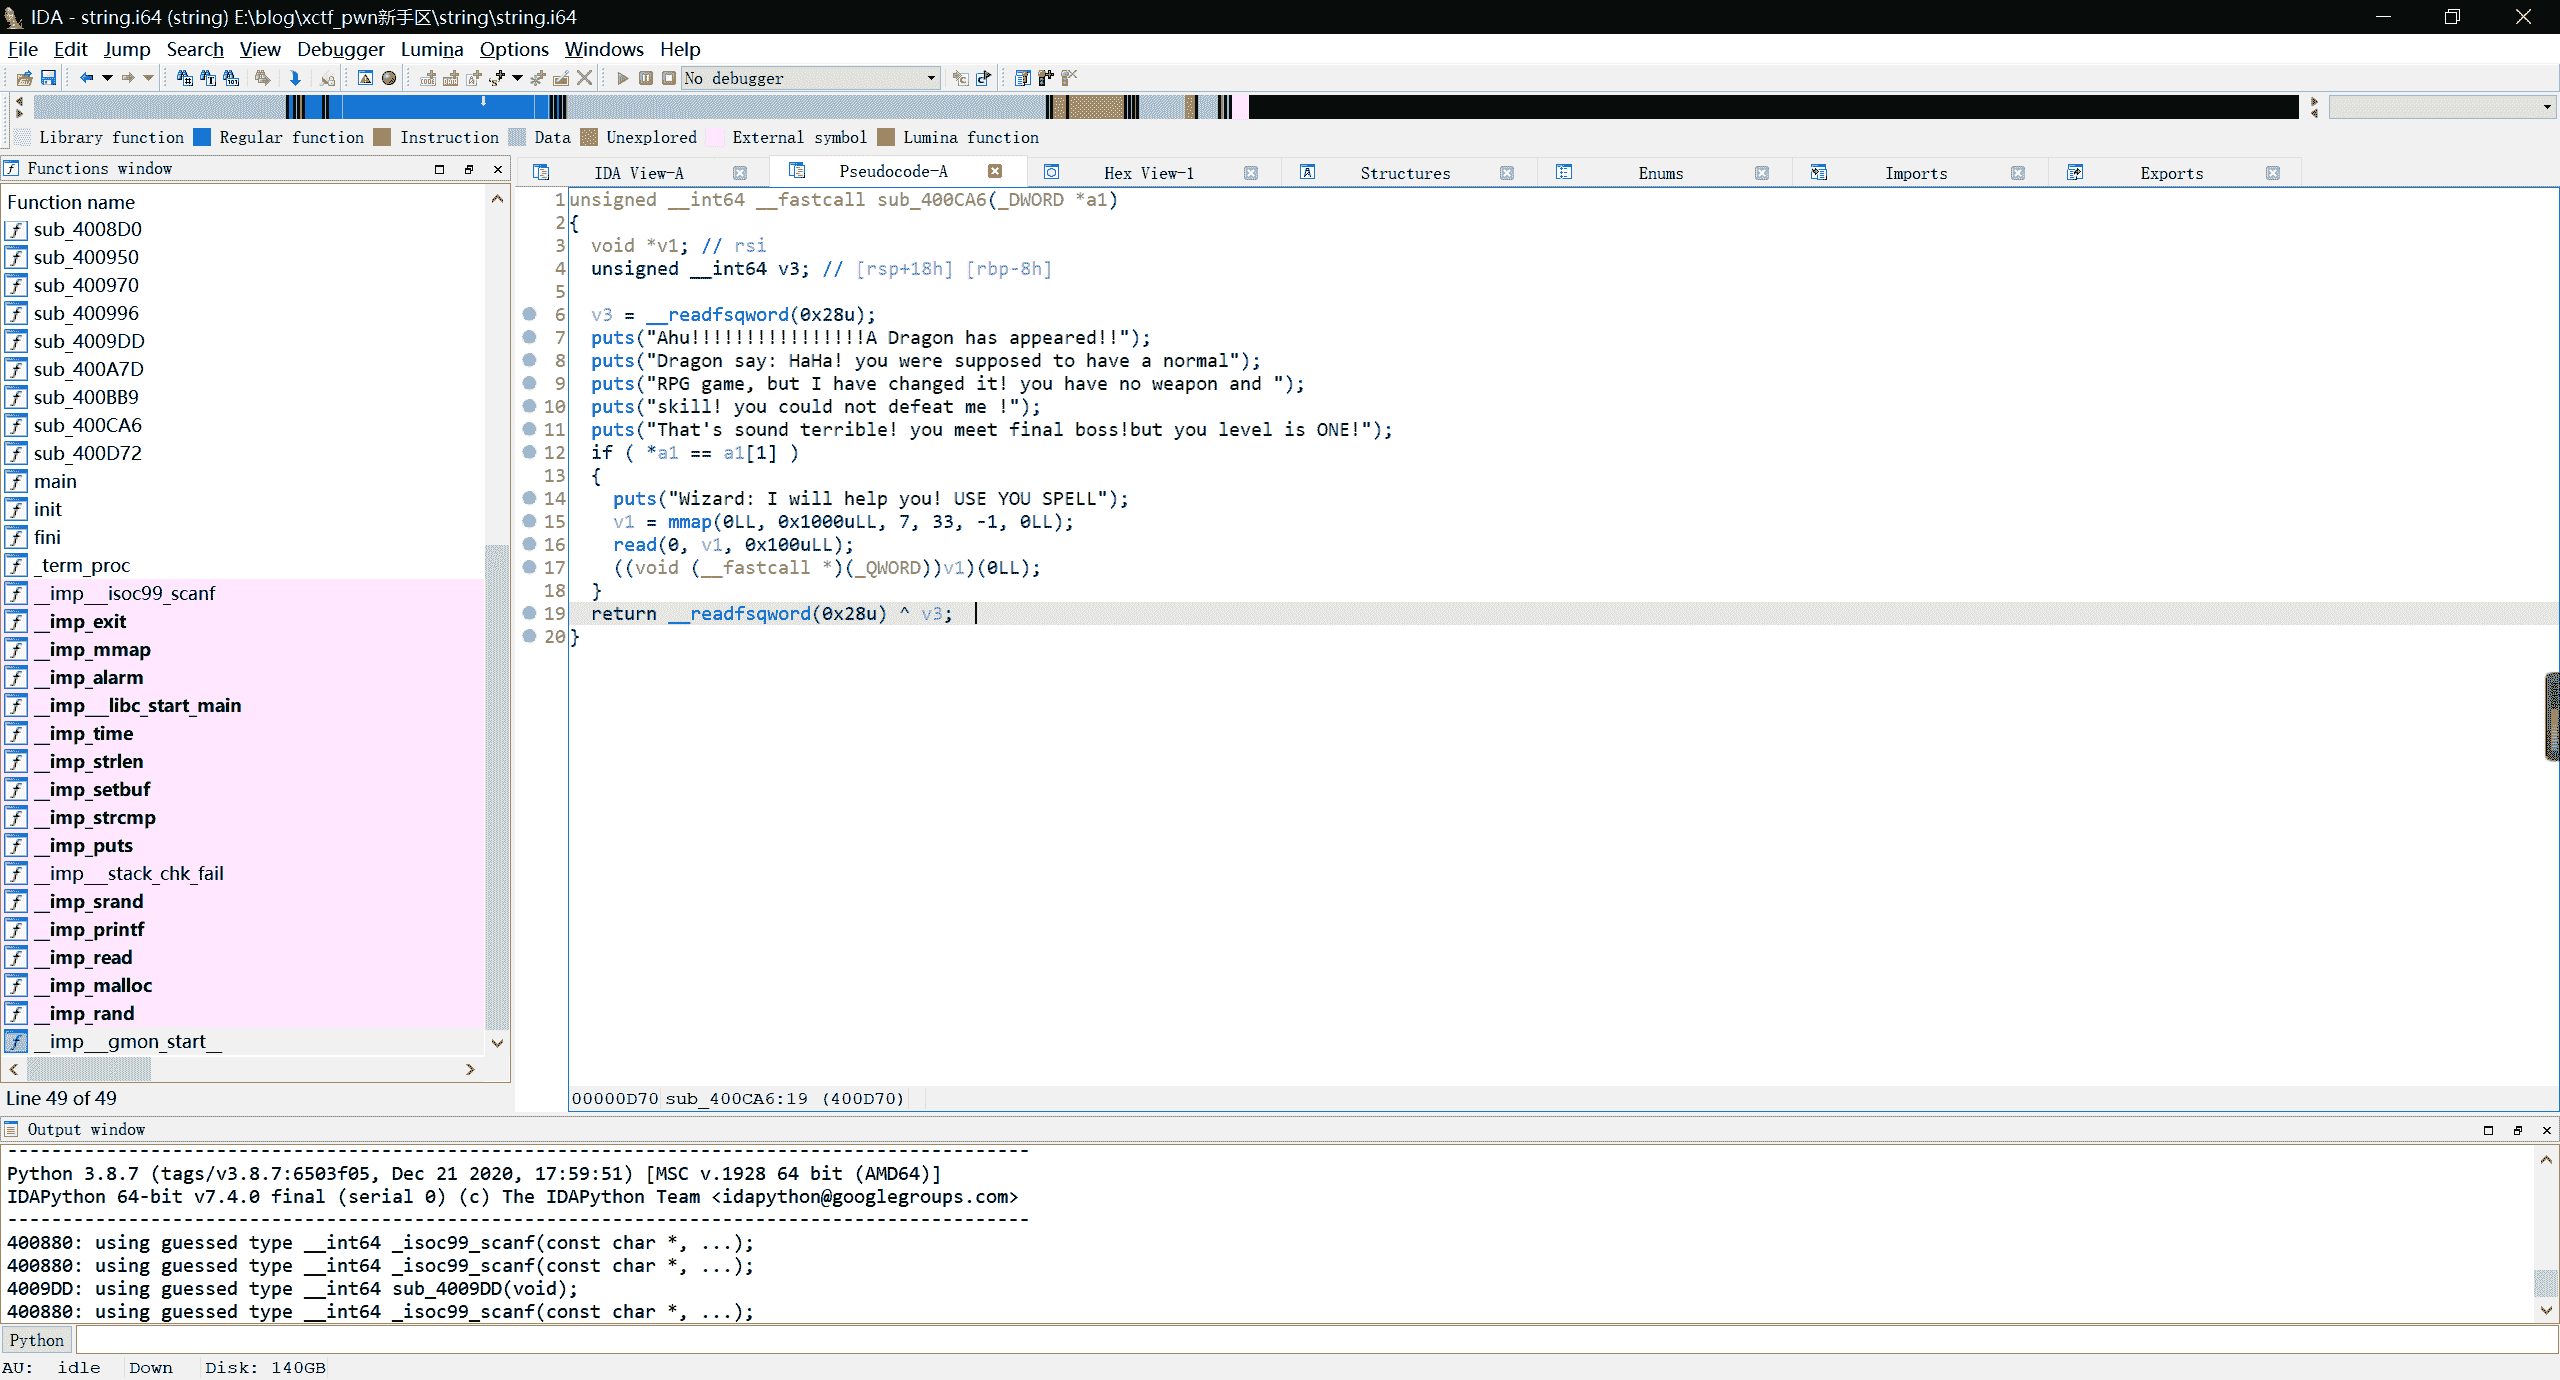 IDA - string.i64 (string) E:\blog\xctf_pwn新手区\string\string.i64
File Edit Jump Search View Debugger Lumina Options Windows Help
No debugger
Library function Regular function Instruction Data Unexplored External symbol Lumina function
Functions window
IDA View-A Pseudocode-A Hex View-1 Structures Enums Imports Exports
Function name
sub_4008D0
sub_400950
sub_400970
sub_400996
sub_4009DD
sub_400A7D
sub_400BB9
sub_400CA6
sub_400D72
main
init
fini
_term_proc
__imp___isoc99_scanf
__imp_exit
__imp_mmap
__imp_alarm
__imp___libc_start_main
__imp_time
__imp_strlen
__imp_setbuf
__imp_strcmp
__imp_puts
__imp___stack_chk_fail
__imp_srand
__imp_printf
__imp_read
__imp_malloc
__imp_rand
__imp___gmon_start__
Line 49 of 49
1 unsigned __int64 __fastcall sub_400CA6(_DWORD *a1)
2 {
3 void *v1; // rsi
4 unsigned __int64 v3; // [rsp+18h] [rbp-8h]
5
6 v3 = __readfsqword(0x28u);
7 puts("Ahu!!!!!!!!!!!!!!!!A Dragon has appeared!!");
8 puts("Dragon say: HaHa! you were supposed to have a normal");
9 puts("RPG game, but I have changed it! you have no weapon and ");
10 puts("skill! you could not defeat me !");
11 puts("That's sound terrible! you meet final boss!but you level is ONE!");
12 if ( *a1 == a1[1] )
13 {
14 puts("Wizard: I will help you! USE YOU SPELL");
15 v1 = mmap(0LL, 0x1000uLL, 7, 33, -1, 0LL);
16 read(0, v1, 0x100uLL);
17 ((void (__fastcall *)(_QWORD))v1)(0LL);
18 }
19 return __readfsqword(0x28u) ^ v3;
20 }
00000D70 sub_400CA6:19 (400D70)
Output window
---------------------------------------------------------------------------------------------
Python 3.8.7 (tags/v3.8.7:6503f05, Dec 21 2020, 17:59:51) [MSC v.1928 64 bit (AMD64)]
IDAPython 64-bit v7.4.0 final (serial 0) (c) The IDAPython Team <idapython@googlegroups.com>
---------------------------------------------------------------------------------------------
400880: using guessed type __int64 _isoc99_scanf(const char *, ...);
400880: using guessed type __int64 _isoc99_scanf(const char *, ...);
4009DD: using guessed type __int64 sub_4009DD(void);
400880: using guessed type __int64 _isoc99_scanf(const char *, ...);
Python
AU: idle Down Disk: 140GB